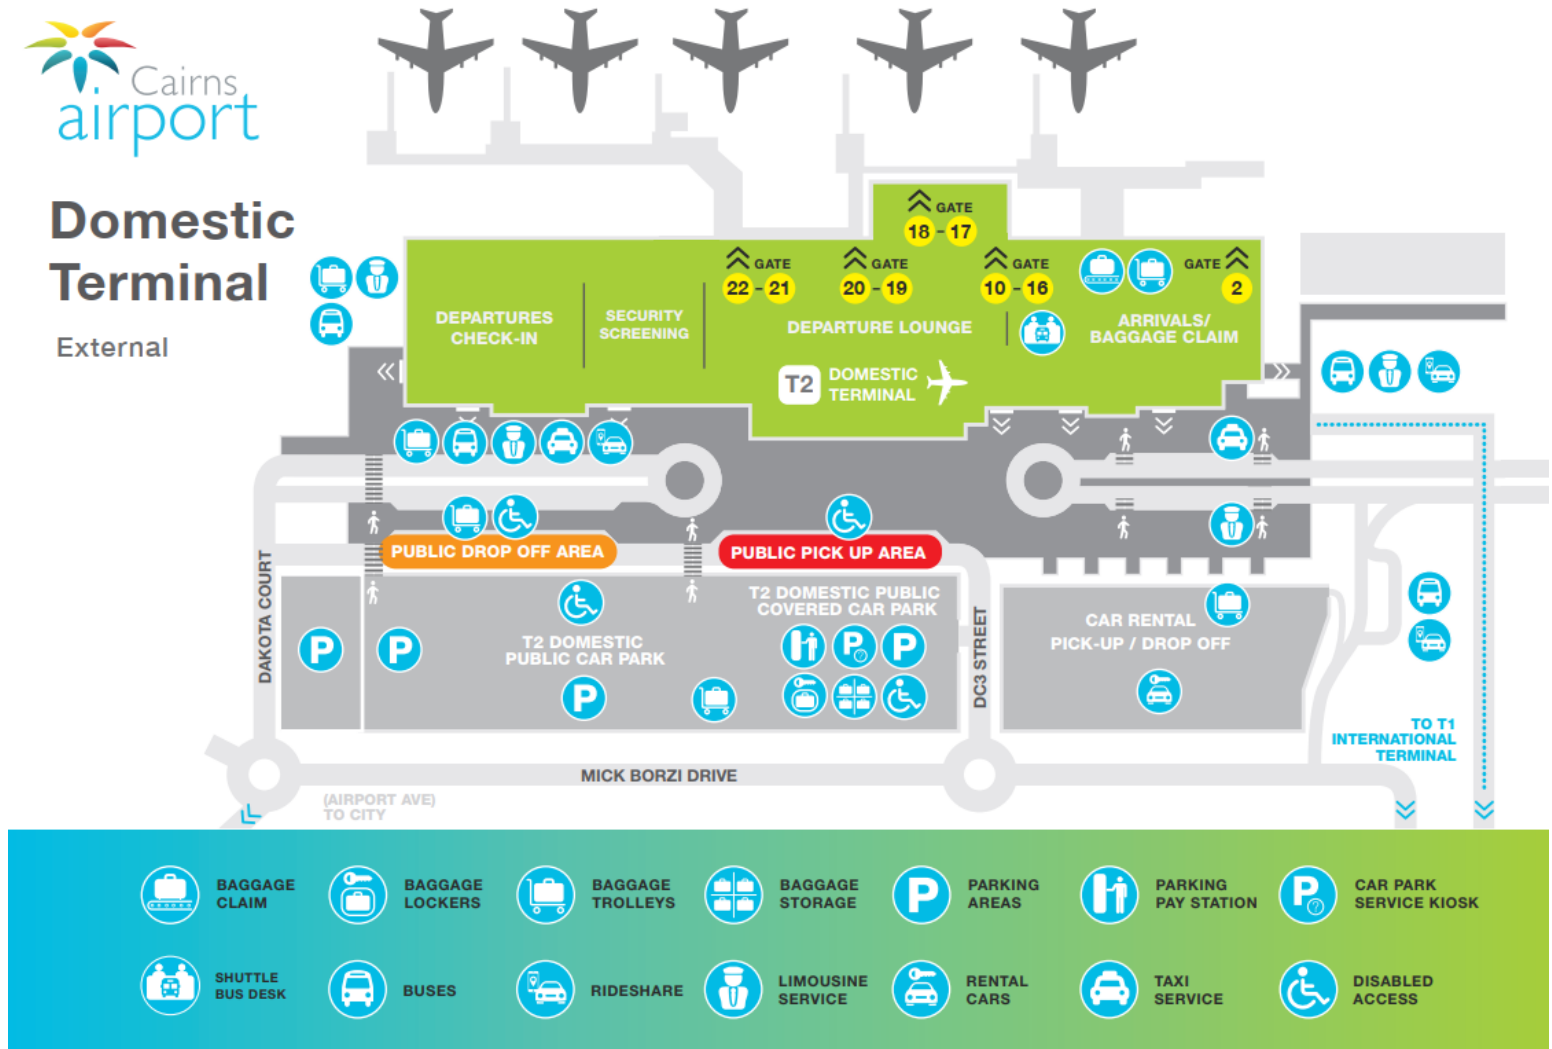 Cairns
airport
Domestic
Terminal
External
GATE
18 - 17
GATE
22 - 21
GATE
20 - 19
GATE
10 - 16
GATE
2
DEPARTURES
CHECK-IN
SECURITY
SCREENING
DEPARTURE LOUNGE
ARRIVALS/
BAGGAGE CLAIM
T2
DOMESTIC
TERMINAL
PUBLIC DROP OFF AREA
PUBLIC PICK UP AREA
DAKOTA COURT
P
P
T2 DOMESTIC
PUBLIC CAR PARK
P
T2 DOMESTIC PUBLIC
COVERED CAR PARK
P?
P
DC3 STREET
CAR RENTAL
PICK-UP / DROP OFF
TO T1
INTERNATIONAL
TERMINAL
MICK BORZI DRIVE
(AIRPORT AVE)
TO CITY
BAGGAGE
CLAIM
BAGGAGE
LOCKERS
BAGGAGE
TROLLEYS
BAGGAGE
STORAGE
P
PARKING
AREAS
PARKING
PAY STATION
P?
CAR PARK
SERVICE KIOSK
SHUTTLE
BUS DESK
BUSES
RIDESHARE
LIMOUSINE
SERVICE
RENTAL
CARS
TAXI
SERVICE
DISABLED
ACCESS